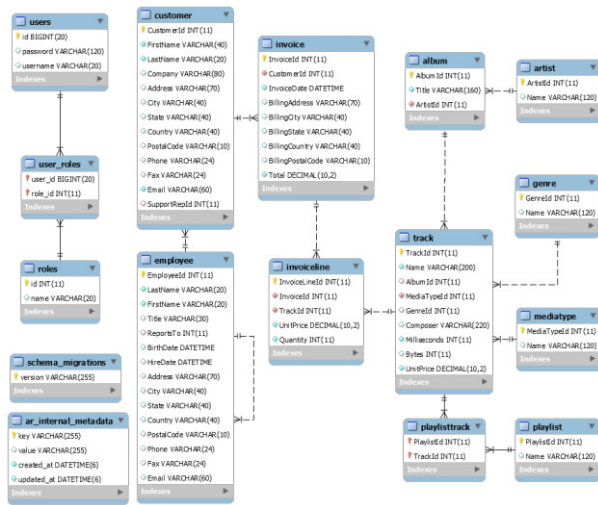 users
id BIGINT(20)
password VARCHAR(120)
username VARCHAR(20)
Indexes
user_roles
user_id BIGINT(20)
role_id INT(11)
Indexes
roles
id INT(11)
name VARCHAR(20)
Indexes
schema_migrations
version VARCHAR(255)
Indexes
ar_internal_metadata
key VARCHAR(255)
value VARCHAR(255)
created_at DATETIME(6)
updated_at DATETIME(6)
Indexes
customer
CustomerId INT(11)
FirstName VARCHAR(40)
LastName VARCHAR(20)
Company VARCHAR(80)
Address VARCHAR(70)
City VARCHAR(40)
State VARCHAR(40)
Country VARCHAR(40)
PostalCode VARCHAR(10)
Phone VARCHAR(24)
Fax VARCHAR(24)
Email VARCHAR(60)
SupportRepId INT(11)
Indexes
employee
EmployeeId INT(11)
LastName VARCHAR(20)
FirstName VARCHAR(20)
Title VARCHAR(30)
ReportsTo INT(11)
BirthDate DATETIME
HireDate DATETIME
Address VARCHAR(70)
City VARCHAR(40)
State VARCHAR(40)
Country VARCHAR(40)
PostalCode VARCHAR(10)
Phone VARCHAR(24)
Fax VARCHAR(24)
Email VARCHAR(60)
Indexes
invoice
InvoiceId INT(11)
CustomerId INT(11)
InvoiceDate DATETIME
BillingAddress VARCHAR(70)
BillingCity VARCHAR(40)
BillingState VARCHAR(40)
BillingCountry VARCHAR(40)
BillingPostalCode VARCHAR(10)
Total DECIMAL(10,2)
Indexes
invoiceline
InvoiceLineId INT(11)
InvoiceId INT(11)
TrackId INT(11)
UnitPrice DECIMAL(10,2)
Quantity INT(11)
Indexes
album
AlbumId INT(11)
Title VARCHAR(160)
ArtistId INT(11)
Indexes
artist
ArtistId INT(11)
Name VARCHAR(120)
Indexes
genre
GenreId INT(11)
Name VARCHAR(120)
Indexes
track
TrackId INT(11)
Name VARCHAR(200)
AlbumId INT(11)
MediaTypeId INT(11)
GenreId INT(11)
Composer VARCHAR(220)
Milliseconds INT(11)
Bytes INT(11)
UnitPrice DECIMAL(10,2)
Indexes
mediatype
MediaTypeId INT(11)
Name VARCHAR(120)
Indexes
playlisttrack
PlaylistId INT(11)
TrackId INT(11)
Indexes
playlist
PlaylistId INT(11)
Name VARCHAR(120)
Indexes